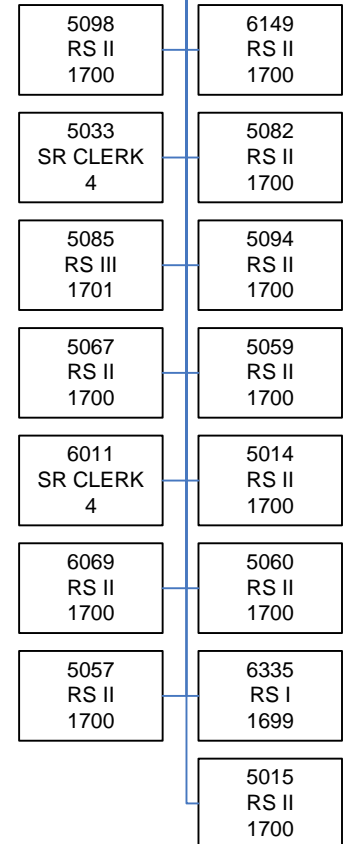 5098
RS II
1700
6149
RS II
1700
5033
SR CLERK
4
5082
RS II
1700
5085
RS III
1701
5094
RS II
1700
5067
RS II
1700
5059
RS II
1700
6011
SR CLERK
4
5014
RS II
1700
6069
RS II
1700
5060
RS II
1700
5057
RS II
1700
6335
RS I
1699
5015
RS II
1700